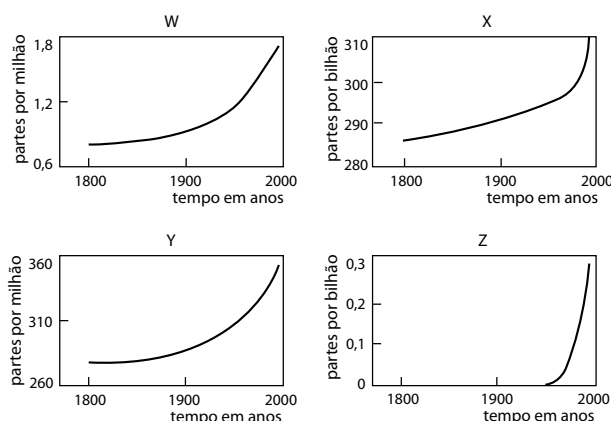 W
partes por milhão
1,8
1,2
0,6
1800
1900
2000
tempo em anos
X
partes por bilhão
310
300
290
280
1800
1900
2000
tempo em anos
Y
partes por milhão
360
310
260
1800
1900
2000
tempo em anos
Z
partes por bilhão
0,3
0,2
0,1
0
1800
1900
2000
tempo em anos